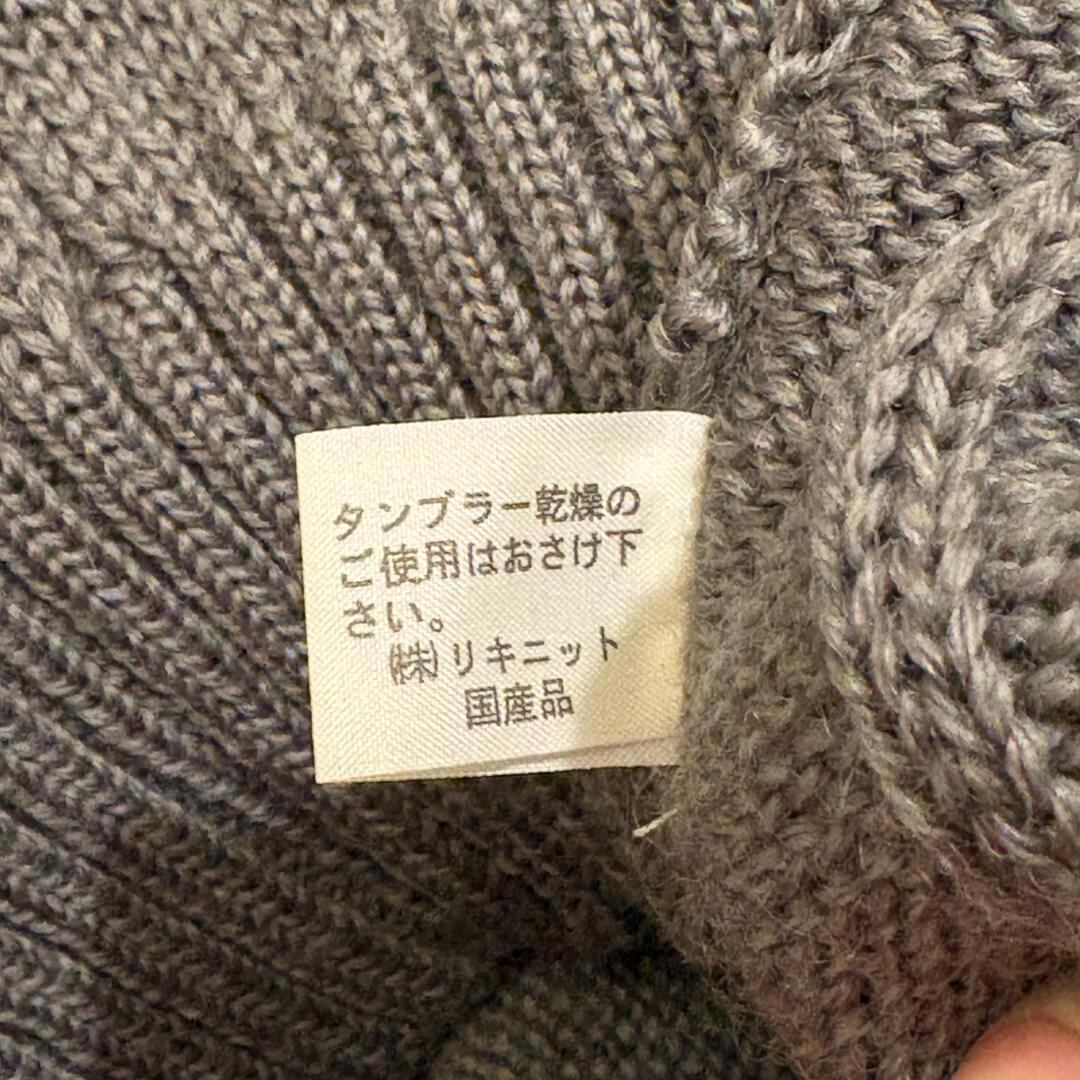 タンブラー乾燥の
ご使用はおさけ下
さい。
㈱リキニット
国産品